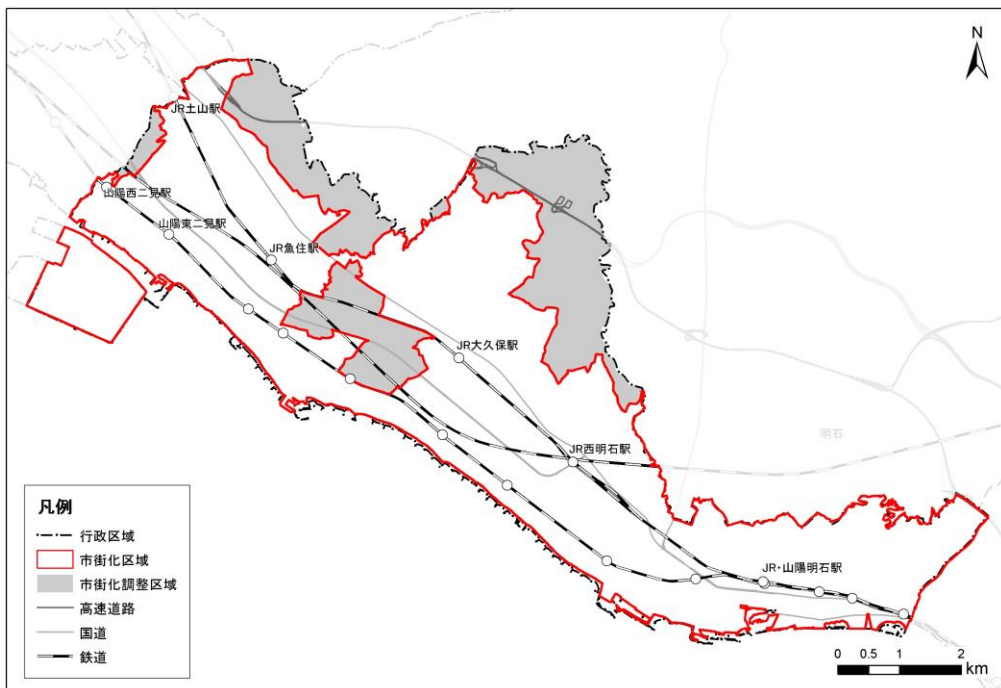 N
JR土山駅
山陽西二見駅
山陽東二見駅
JR魚住駅
JR大久保駅
明石
JR西明石駅
JR・山陽明石駅
凡例
行政区域
市街化区域
市街化調整区域
高速道路
国道
鉄道
0 0.5 1 2
km